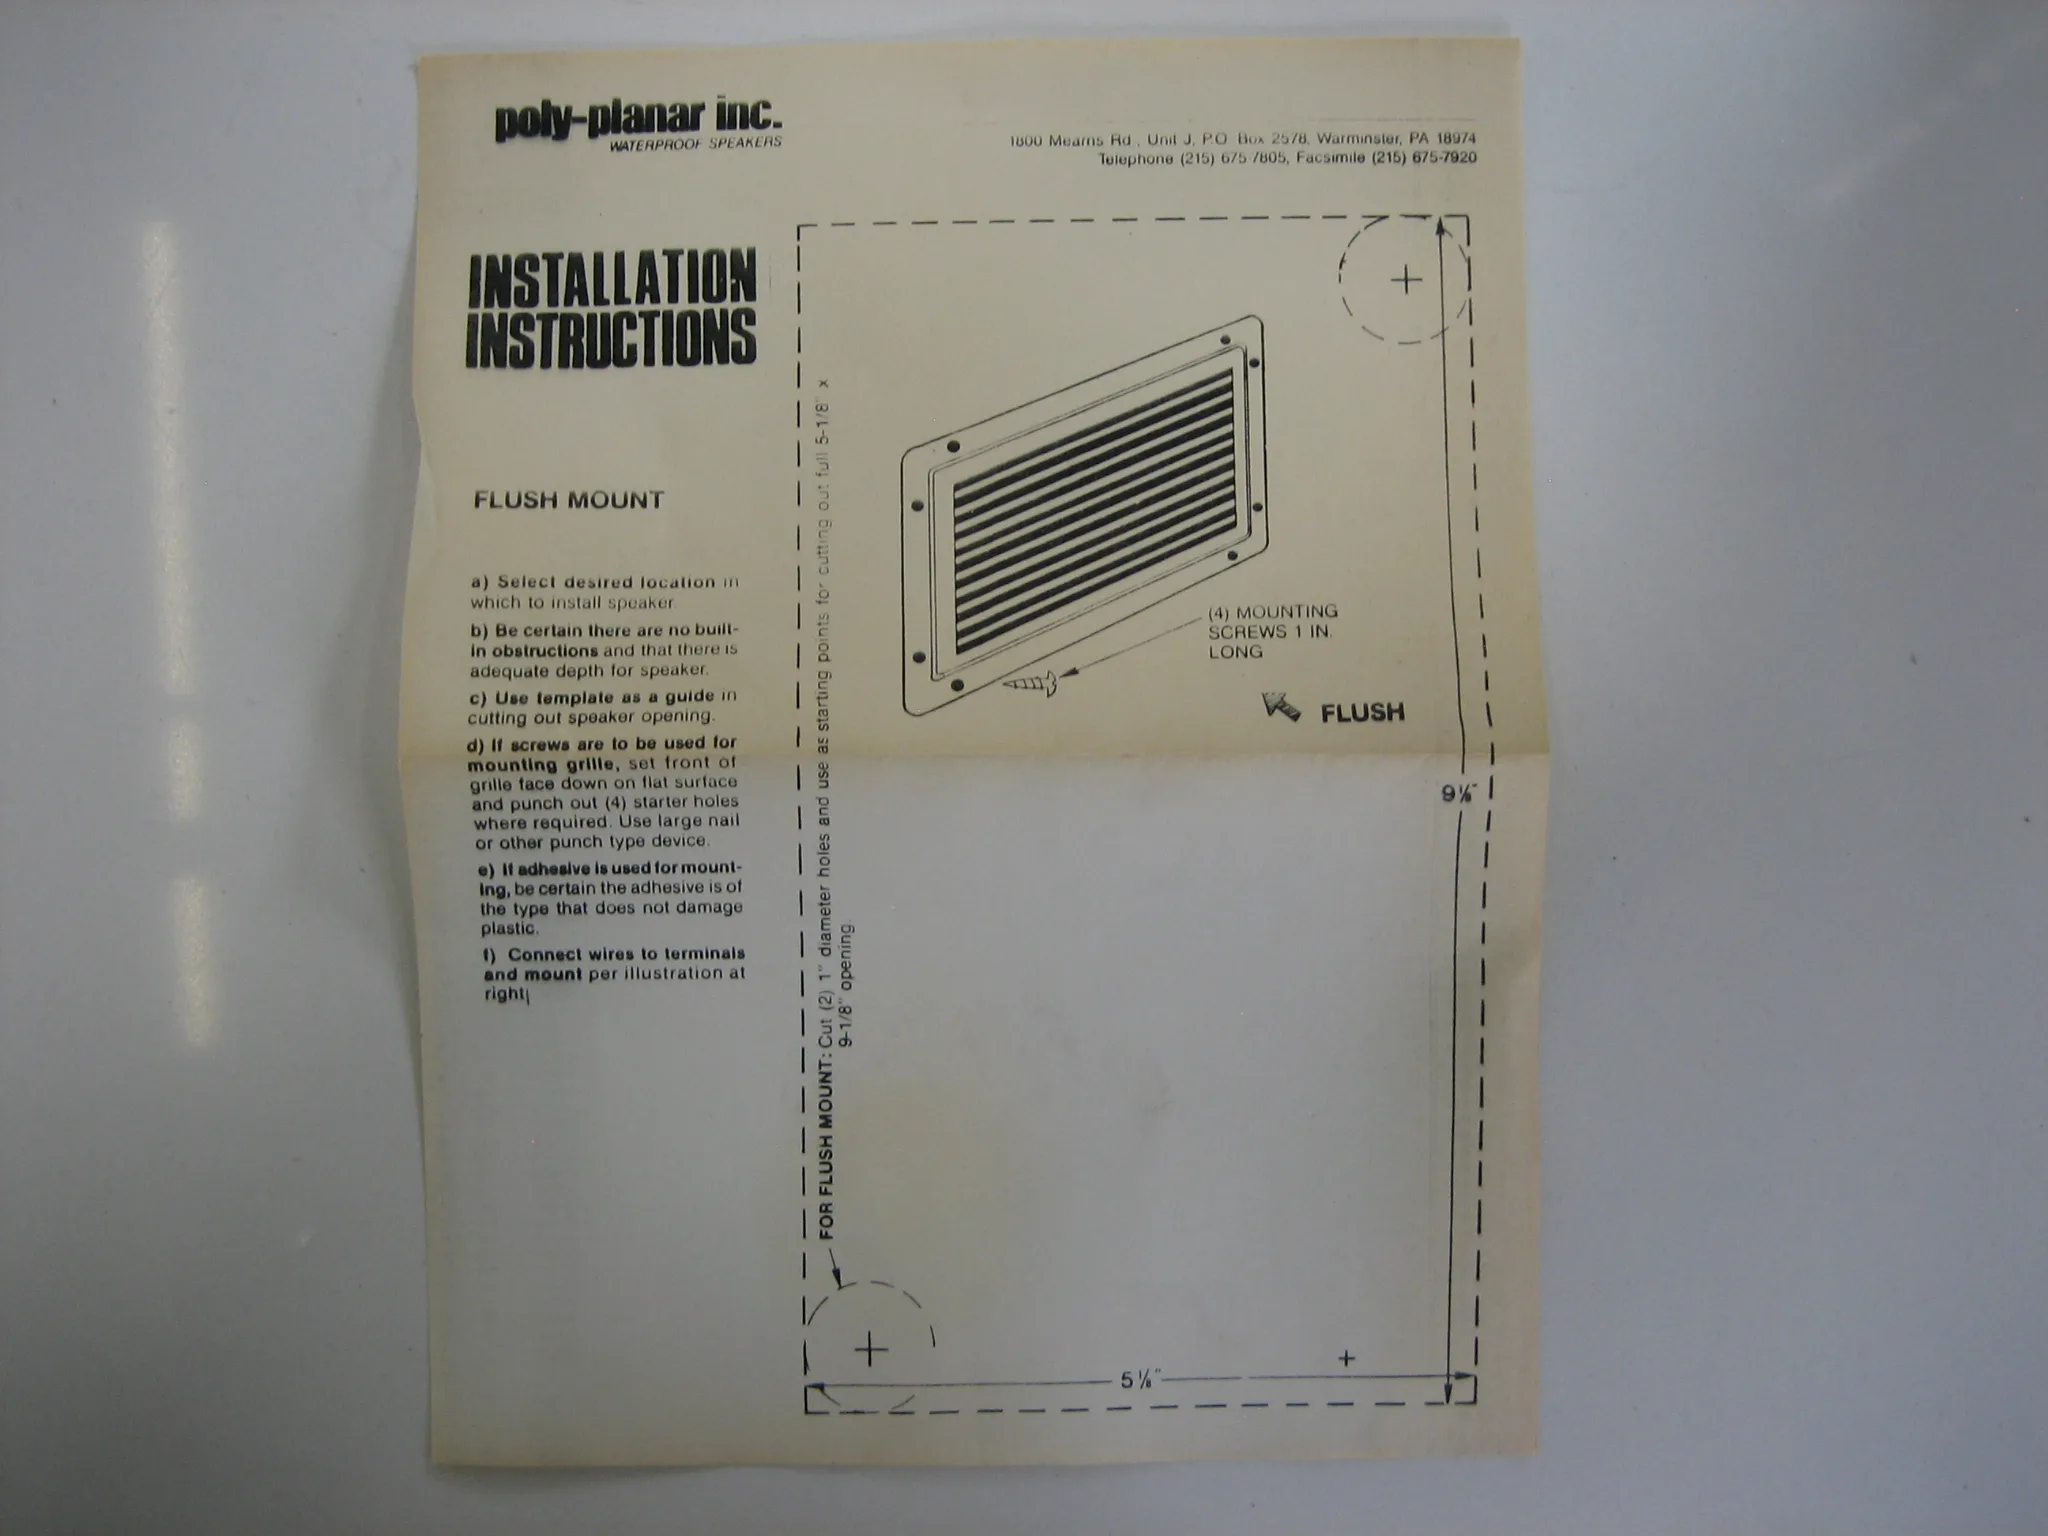 poly-planar inc.
WATERPROOF SPEAKERS
1800 Mearns Rd., Unit J, P.O. Box 2578, Warminster, PA 18974
Telephone (215) 675-7805, Facsimile (215) 675-7920
INSTALLATION
INSTRUCTIONS
FLUSH MOUNT
a) Select desired location in
which to install speaker.
b) Be certain there are no built-
in obstructions and that there is
adequate depth for speaker.
c) Use template as a guide in
cutting out speaker opening.
d) If screws are to be used for
mounting grille, set front of
grille face down on flat surface
and punch out (4) starter holes
where required. Use large nail
or other punch type device.
e) If adhesive is used for mount-
ing, be certain the adhesive is of
the type that does not damage
plastic.
f) Connect wires to terminals
and mount per illustration at
right
FOR FLUSH MOUNT: Cut (2) 1" diameter holes and use as starting points for cutting out full 5-1/8" x
9-1/8" opening.
(4) MOUNTING
SCREWS 1 IN.
LONG
FLUSH
9⅛"
5⅛"